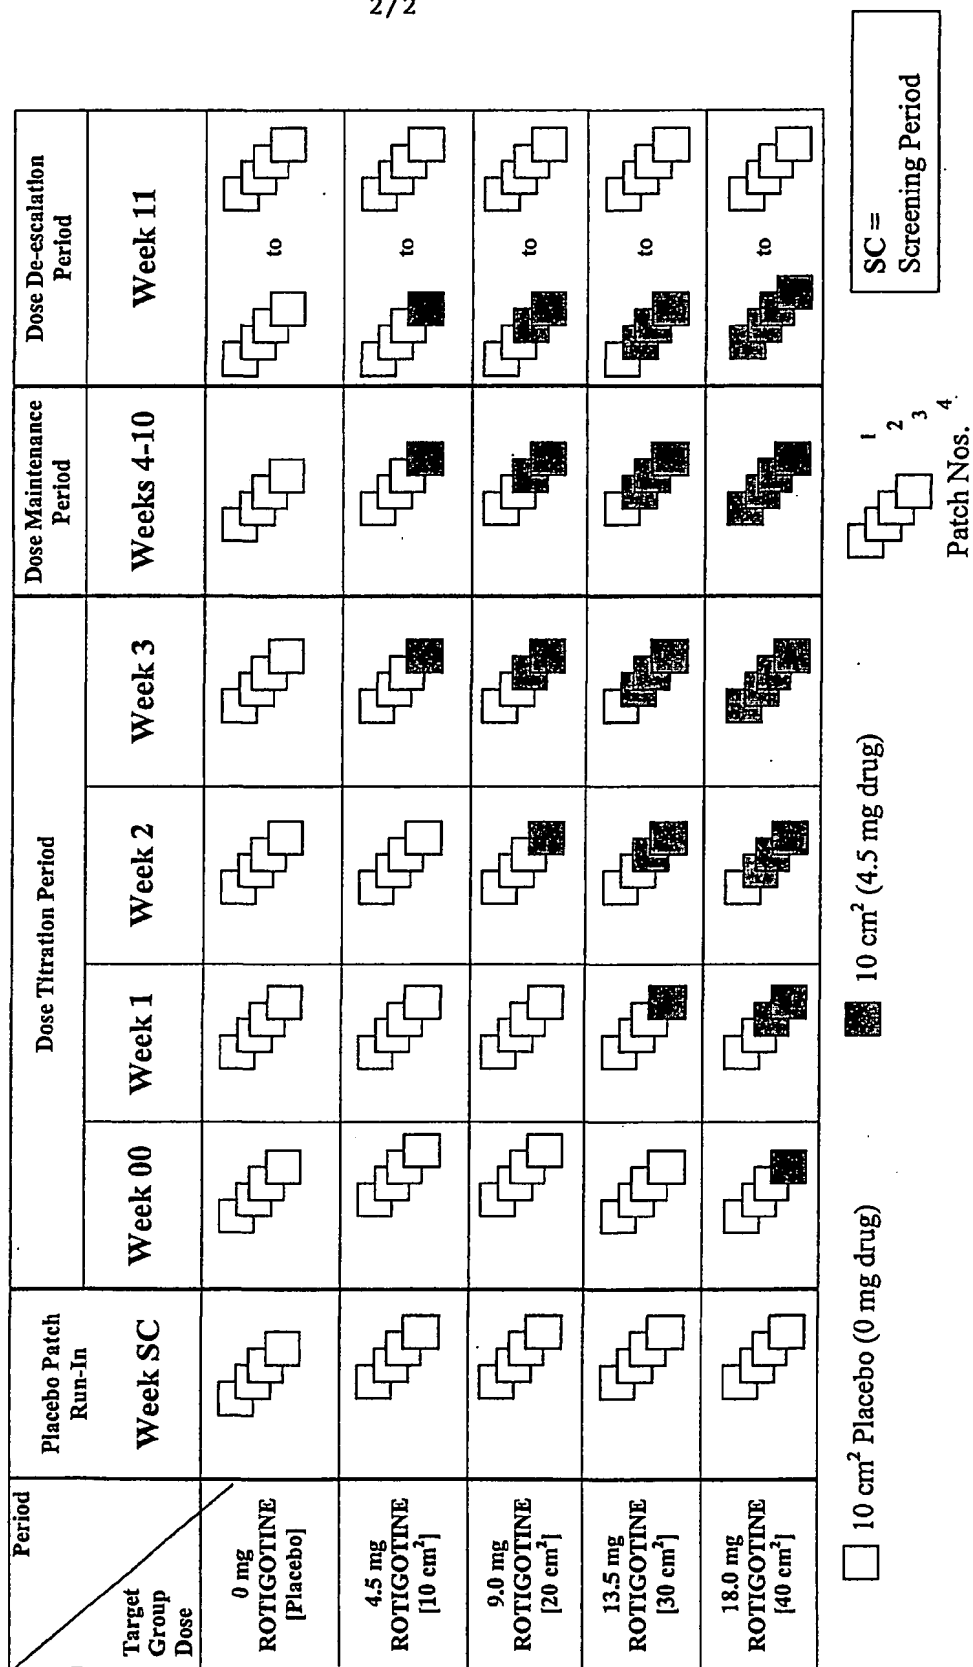 2/2
Period
Target
Group
Dose
Placebo Patch
Run-In
Dose Titration Period
Dose Maintenance
Period
Dose De-escalation
Period
Week SC
Week 00
Week 1
Week 2
Week 3
Weeks 4-10
Week 11
0 mg
ROTIGOTINE
[Placebo]
to
4.5 mg
ROTIGOTINE
[10 cm²]
to
9.0 mg
ROTIGOTINE
[20 cm²]
to
13.5 mg
ROTIGOTINE
[30 cm²]
to
18.0 mg
ROTIGOTINE
[40 cm²]
to
10 cm² Placebo (0 mg drug)
10 cm² (4.5 mg drug)
1
2
3
4
Patch Nos.
SC =
Screening Period